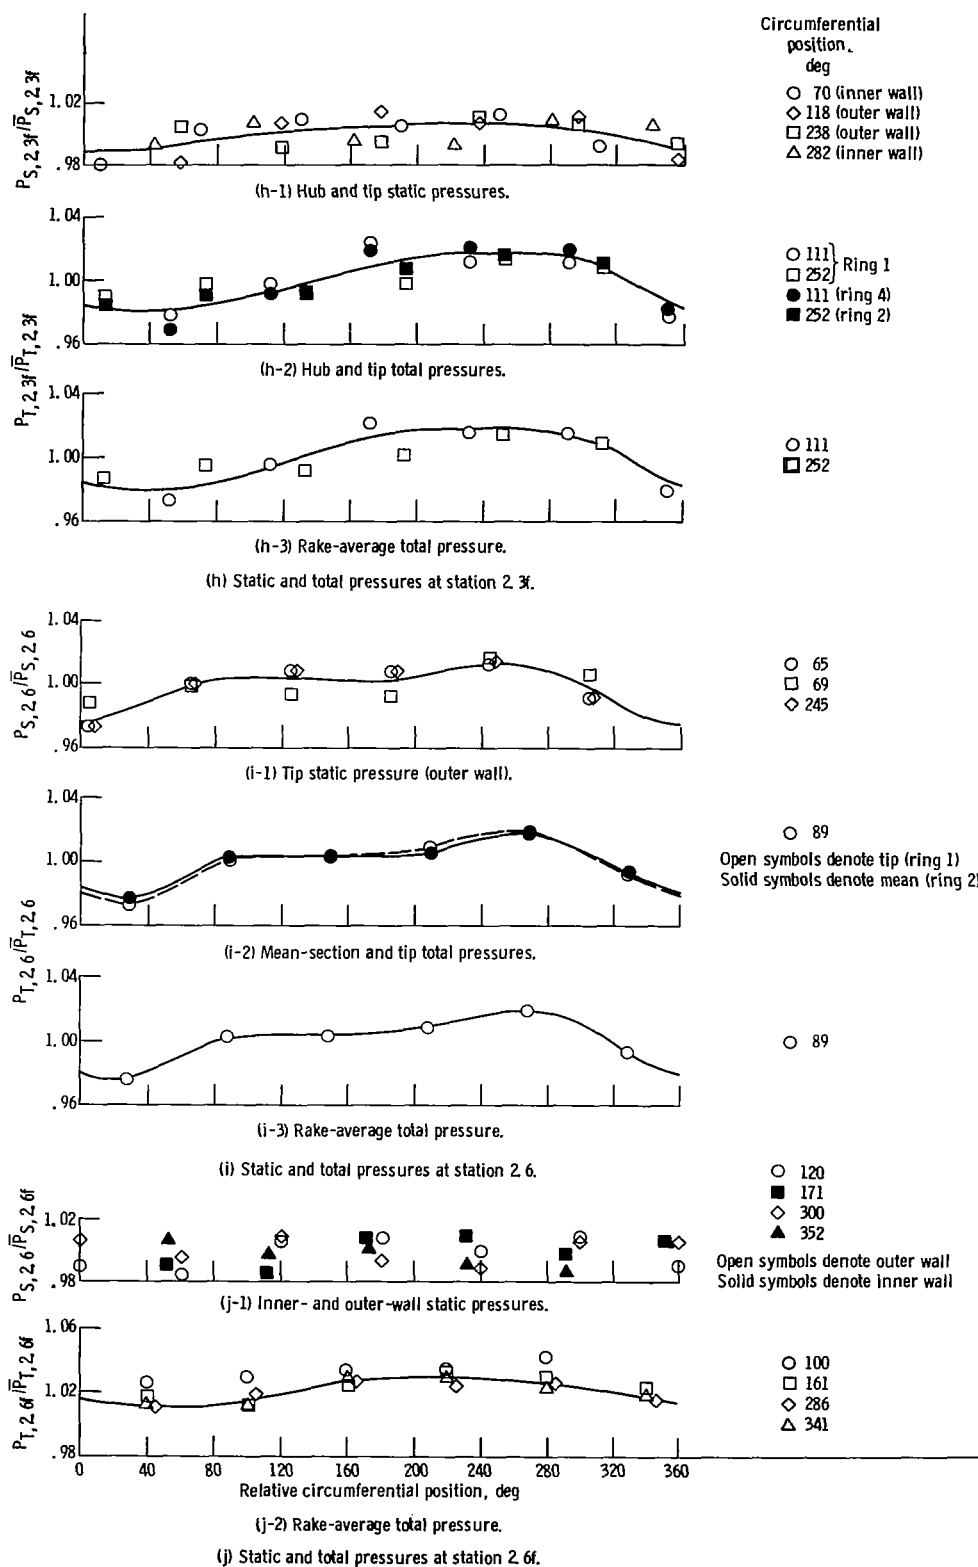 P_S,2.3f/P̅_S,2.3f
1.02
.98
(h-1) Hub and tip static pressures.
Circumferential
position,
deg
70 (inner wall)
118 (outer wall)
238 (outer wall)
282 (inner wall)
P_T,2.3f/P̅_T,2.3f
1.04
1.00
.96
(h-2) Hub and tip total pressures.
111
252
Ring 1
111 (ring 4)
252 (ring 2)
1.04
1.00
.96
(h-3) Rake-average total pressure.
111
252
(h) Static and total pressures at station 2.3f.
P_S,2.6/P̅_S,2.6
1.04
1.00
.96
(i-1) Tip static pressure (outer wall).
65
69
245
P_T,2.6/P̅_T,2.6
1.04
1.00
.96
(i-2) Mean-section and tip total pressures.
89
Open symbols denote tip (ring 1)
Solid symbols denote mean (ring 2)
1.04
1.00
.96
(i-3) Rake-average total pressure.
89
(i) Static and total pressures at station 2.6.
P_S,2.6/P̅_S,2.6f
1.02
.98
(j-1) Inner- and outer-wall static pressures.
120
171
300
352
Open symbols denote outer wall
Solid symbols denote inner wall
P_T,2.6f/P̅_T,2.6f
1.06
1.02
.98
100
161
286
341
0 40 80 120 160 200 240 280 320 360
Relative circumferential position, deg
(j-2) Rake-average total pressure.
(j) Static and total pressures at station 2.6f.